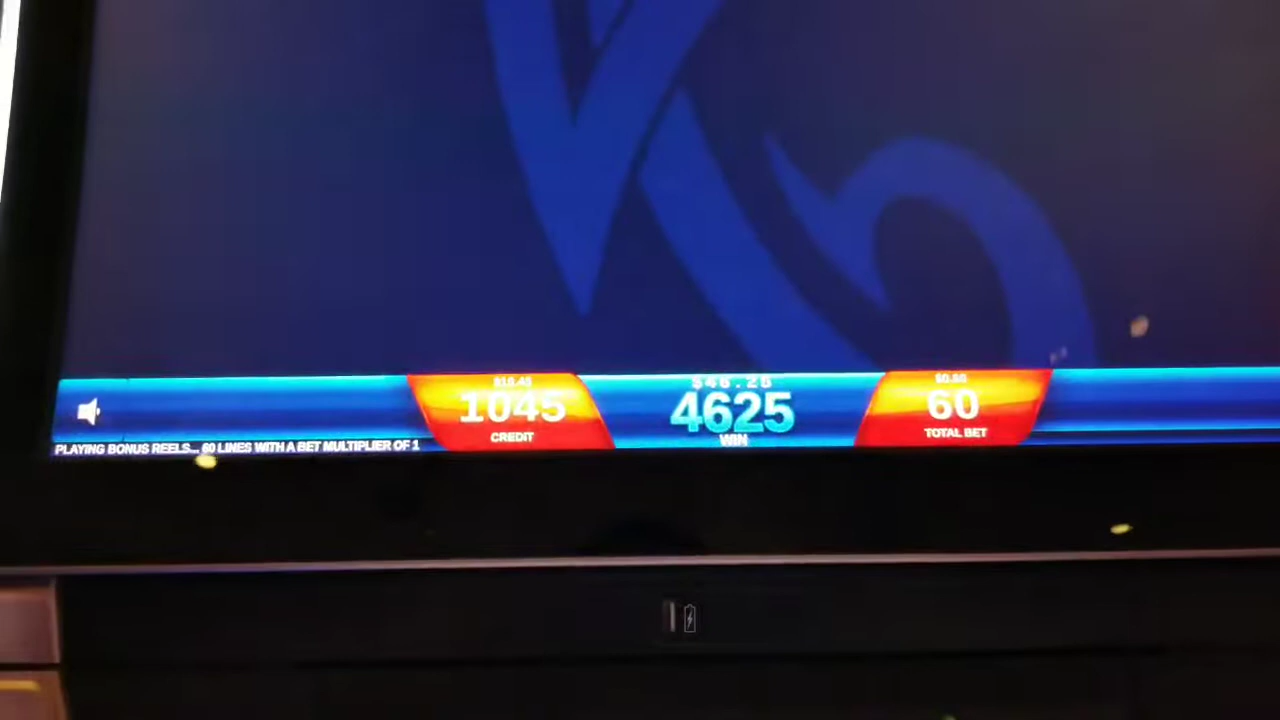 $10.45
1045
CREDIT
$46.25
4625
WIN
$0.60
60
TOTAL BET
PLAYING BONUS REELS... 60 LINES WITH A BET MULTIPLIER OF 1